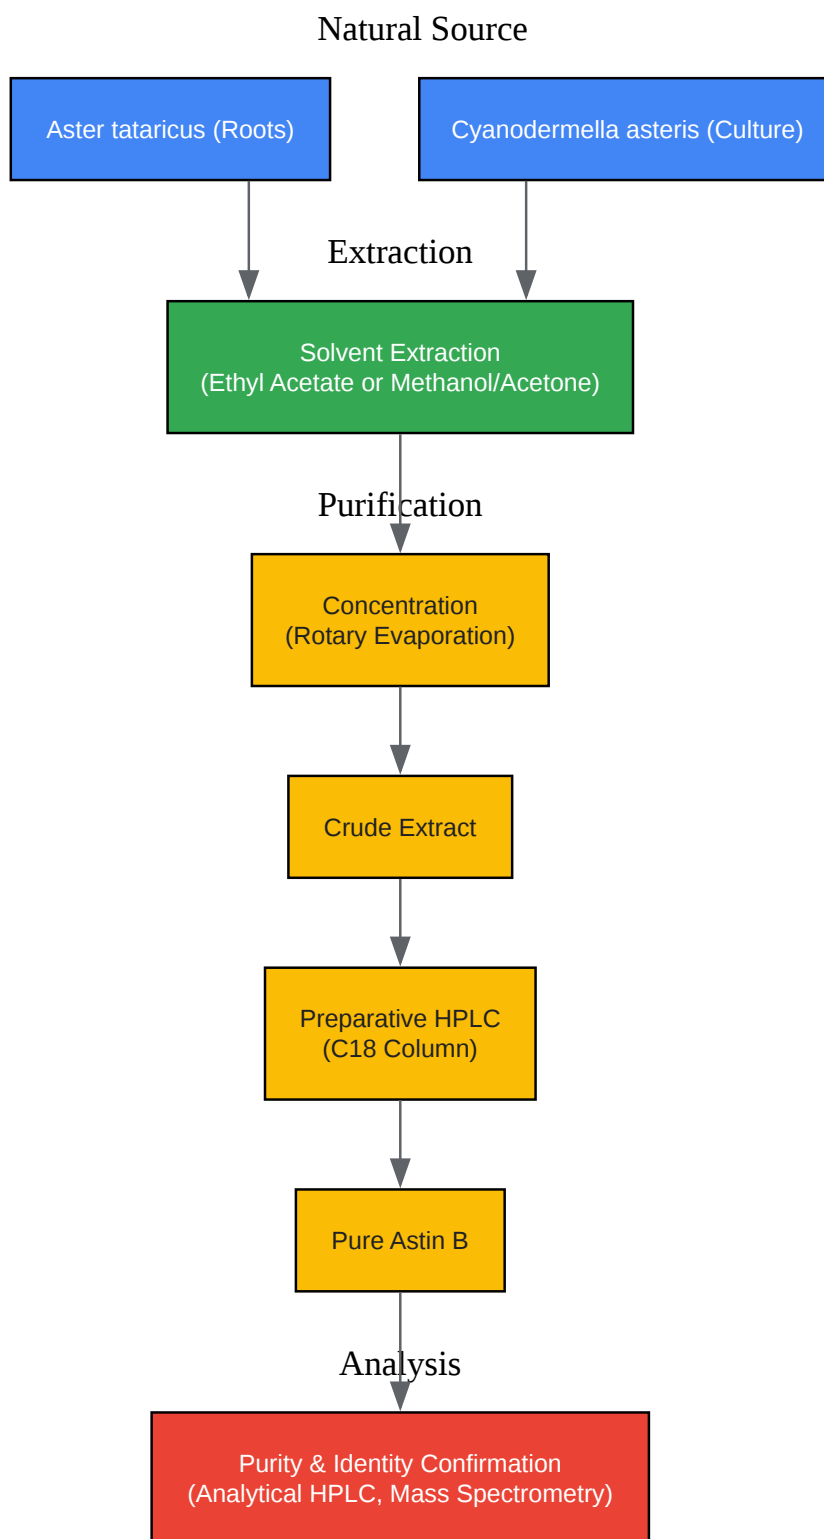 Natural Source
Aster tataricus (Roots)
Cyanodermella asteris (Culture)
Extraction
Solvent Extraction
(Ethyl Acetate or Methanol/Acetone)
Purification
Concentration
(Rotary Evaporation)
Crude Extract
Preparative HPLC
(C18 Column)
Pure Astin B
Analysis
Purity & Identity Confirmation
(Analytical HPLC, Mass Spectrometry)